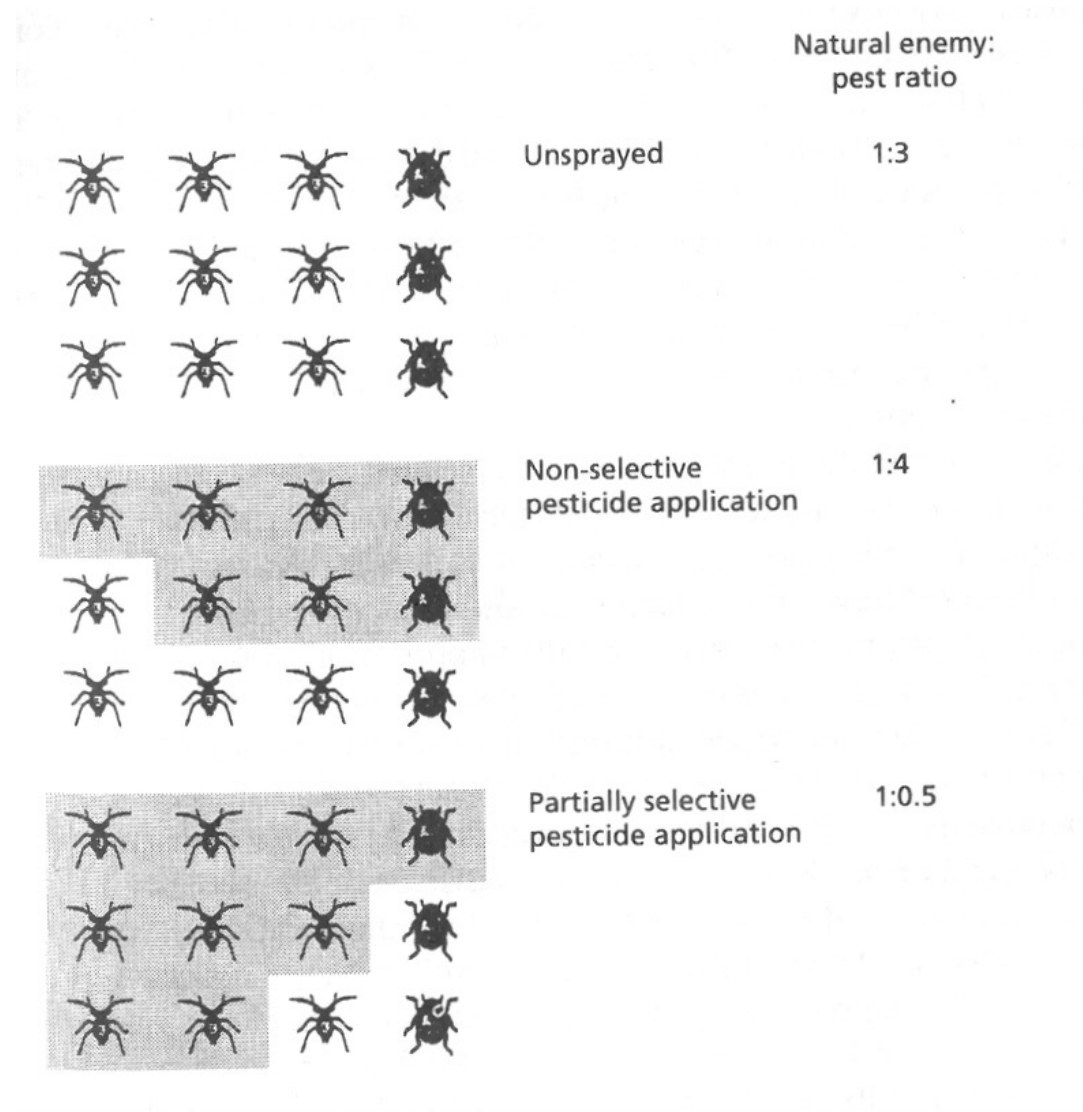 Natural enemy:
pest ratio
Unsprayed 1:3
Non-selective 1:4
pesticide application
Partially selective 1:0.5
pesticide application